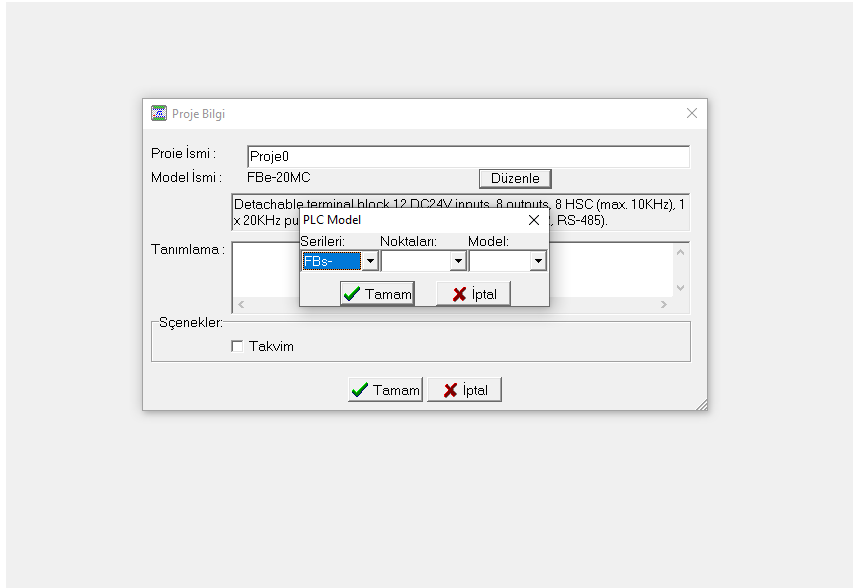 Proje Bilgi
Proie İsmi :
Proje0
Model İsmi :
FBe-20MC
Düzenle
Detachable terminal block 12 DC24V inputs, 8 outputs, 8 HSC (max. 10KHz), 1
x 20KHz pu
, RS-485).
PLC Model
Serileri:
Noktaları:
Model:
FBs-
Tamam
İptal
Tanımlama :
Sçenekler:
Takvim
Tamam
İptal